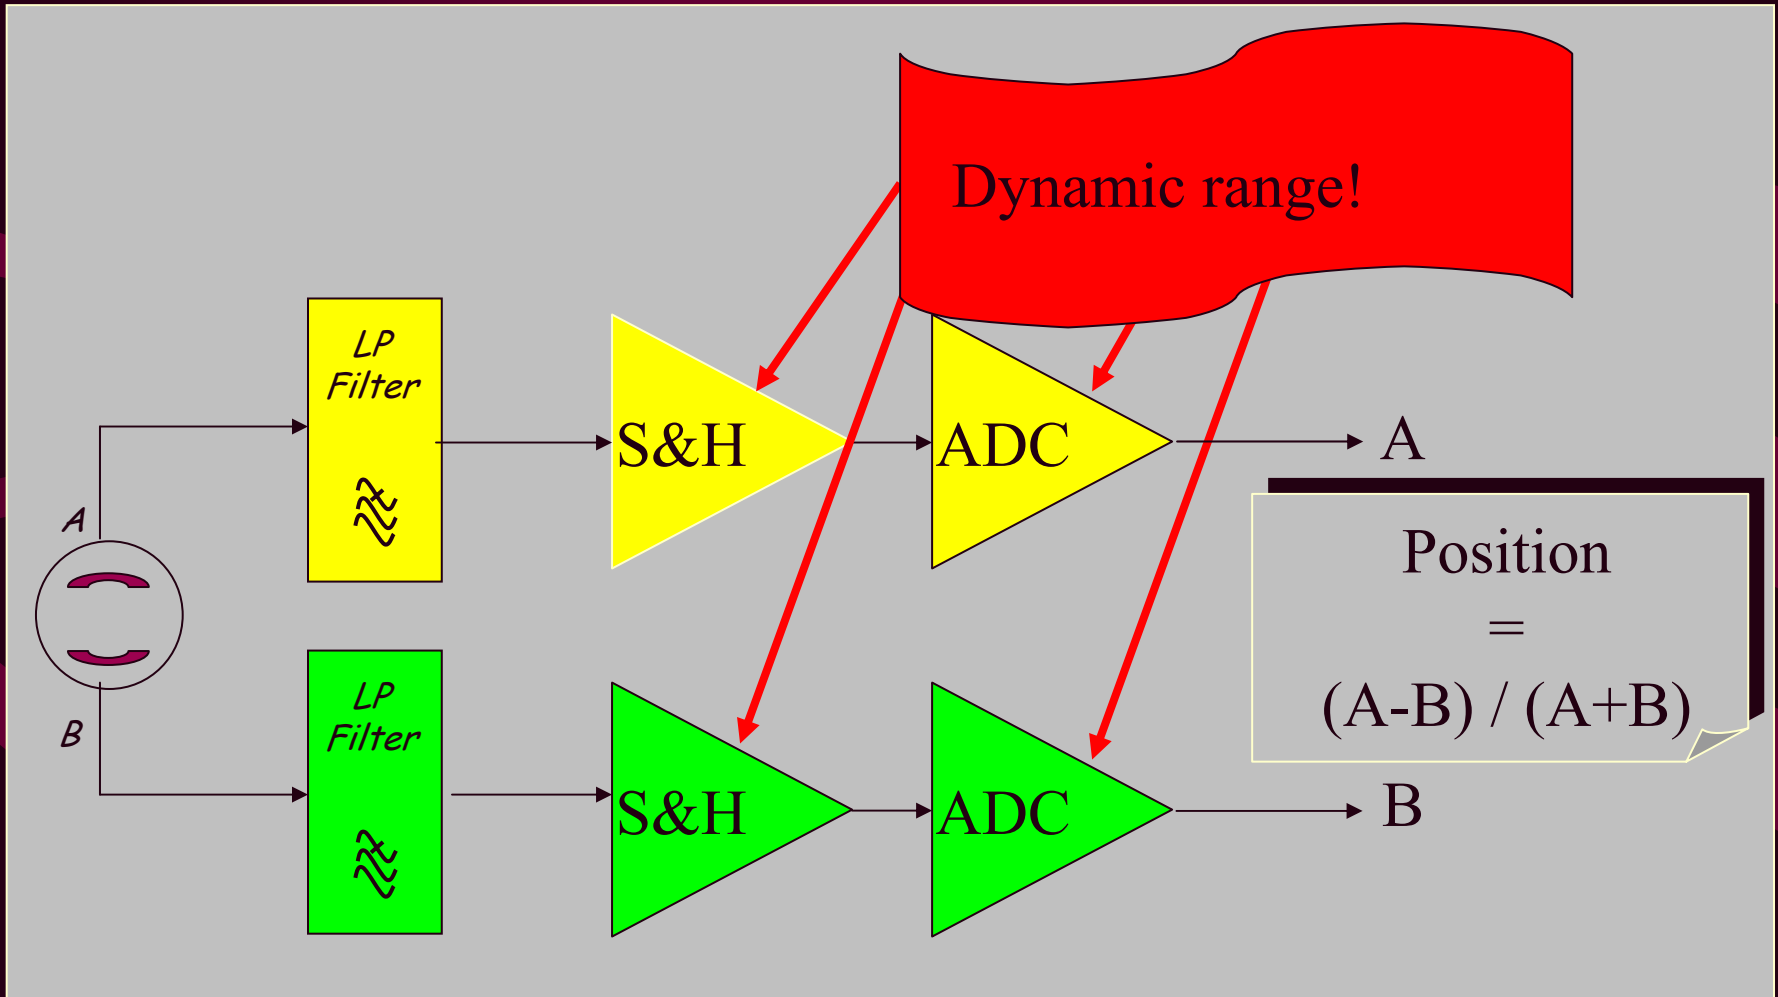 Dynamic range!
LP
Filter
S&H
ADC
A
A
Position
=
(A-B) / (A+B)
B
LP
Filter
S&H
ADC
B